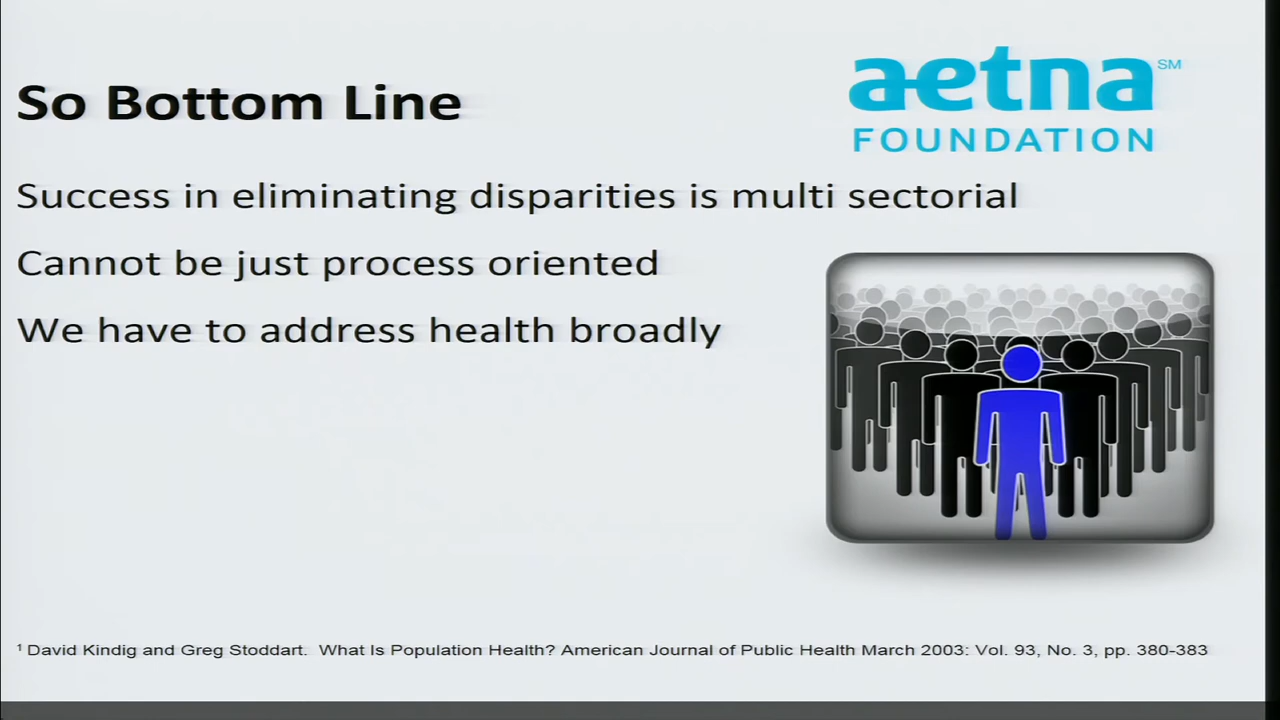 aetna SM
FOUNDATION
So Bottom Line
Success in eliminating disparities is multi sectorial
Cannot be just process oriented
We have to address health broadly
¹ David Kindig and Greg Stoddart. What Is Population Health? American Journal of Public Health March 2003: Vol. 93, No. 3, pp. 380-383